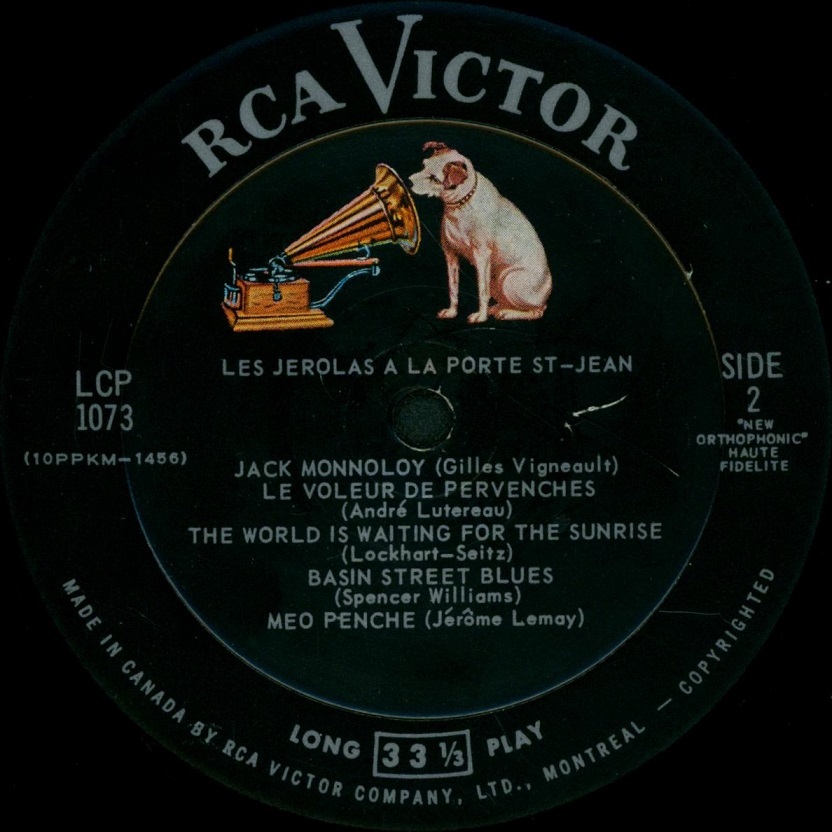 RCA VICTOR
LES JEROLAS A LA PORTE ST-JEAN
LCP
1073
(10PPKM-1456)
SIDE
2
"NEW
ORTHOPHONIC"
HAUTE
FIDELITE
JACK MONNOLOY (Gilles Vigneault)
LE VOLEUR DE PERVENCHES
(André Lutereau)
THE WORLD IS WAITING FOR THE SUNRISE
(Lockhart-Seitz)
BASIN STREET BLUES
(Spencer Williams)
MEO PENCHE (Jérôme Lemay)
LONG 33 1/3 PLAY
MADE IN CANADA BY RCA VICTOR COMPANY, LTD., MONTREAL — COPYRIGHTED